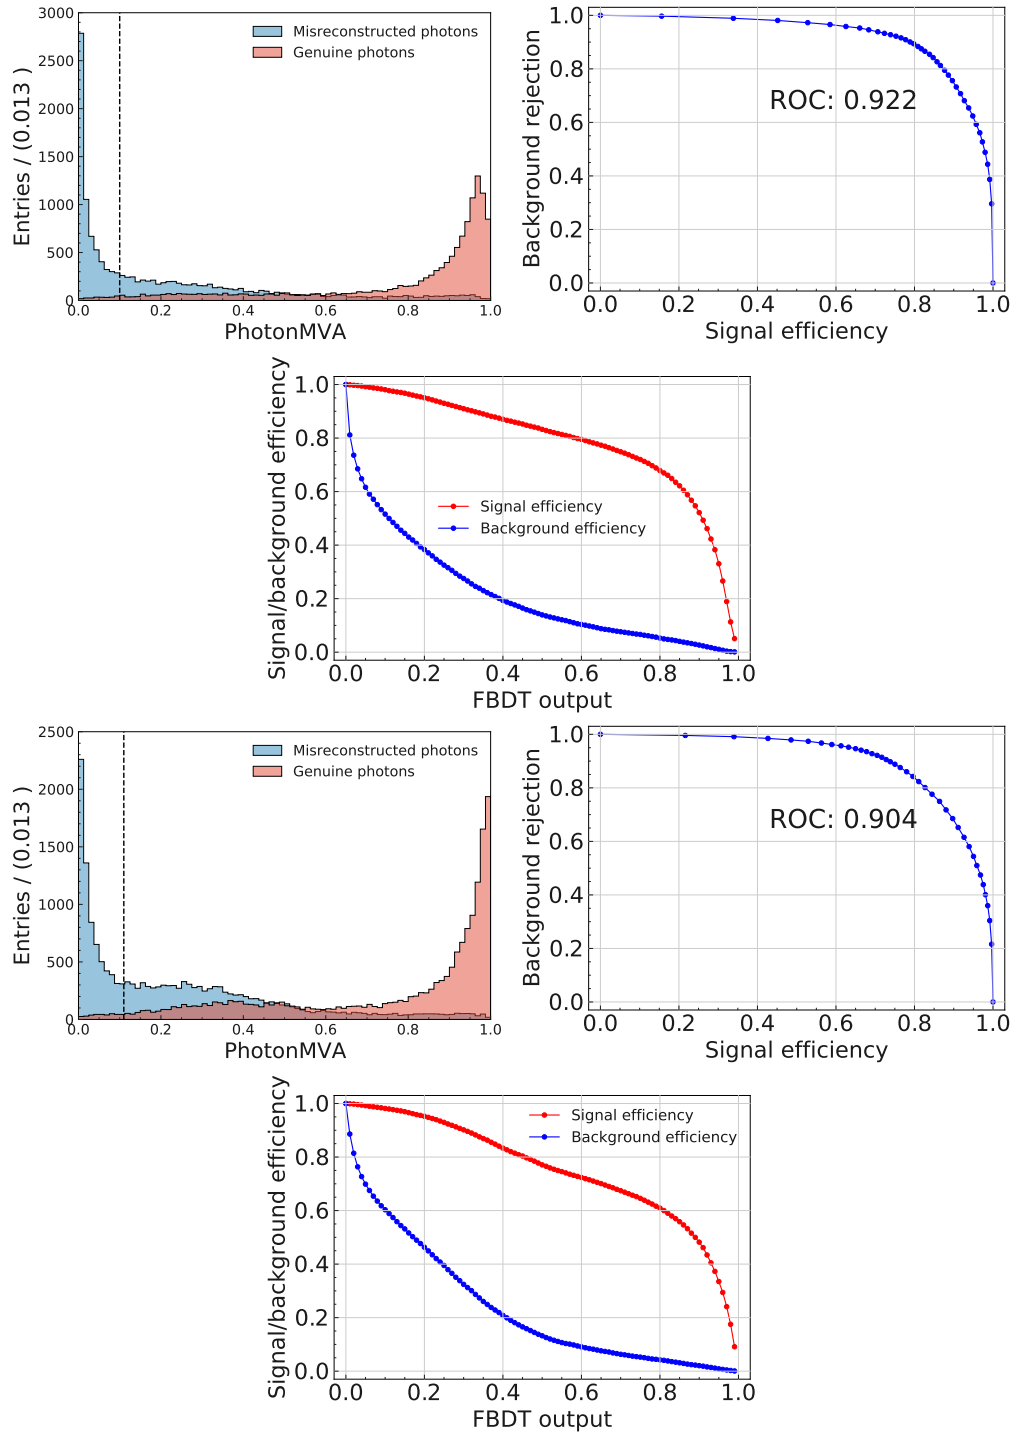 Entries / (0.013 )
3000
2500
2000
1500
1000
500
0
0.0 0.2 0.4 0.6 0.8 1.0
PhotonMVA
Misreconstructed photons
Genuine photons
Background rejection
1.0
0.8
0.6
0.4
0.2
0.0
ROC: 0.922
0.0 0.2 0.4 0.6 0.8 1.0
Signal efficiency
Signal/background efficiency
1.0
0.8
0.6
0.4
0.2
0.0
Signal efficiency
Background efficiency
0.0 0.2 0.4 0.6 0.8 1.0
FBDT output
Entries / (0.013 )
2500
2000
1500
1000
500
0
0.0 0.2 0.4 0.6 0.8 1.0
PhotonMVA
Misreconstructed photons
Genuine photons
Background rejection
1.0
0.8
0.6
0.4
0.2
0.0
ROC: 0.904
0.0 0.2 0.4 0.6 0.8 1.0
Signal efficiency
Signal/background efficiency
1.0
0.8
0.6
0.4
0.2
0.0
Signal efficiency
Background efficiency
0.0 0.2 0.4 0.6 0.8 1.0
FBDT output